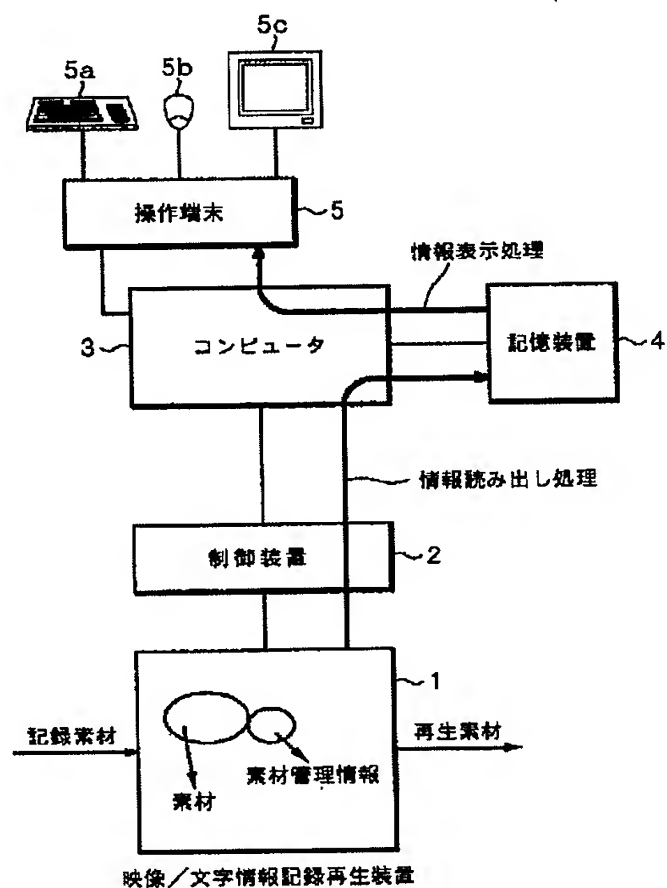 5c
5a
5b
操作端末
5
情報表示処理
3
コンピュータ
記憶装置
4
情報読み出し処理
制御装置
2
1
記録素材
再生素材
素材管理情報
素材
映像／文字情報記録再生装置